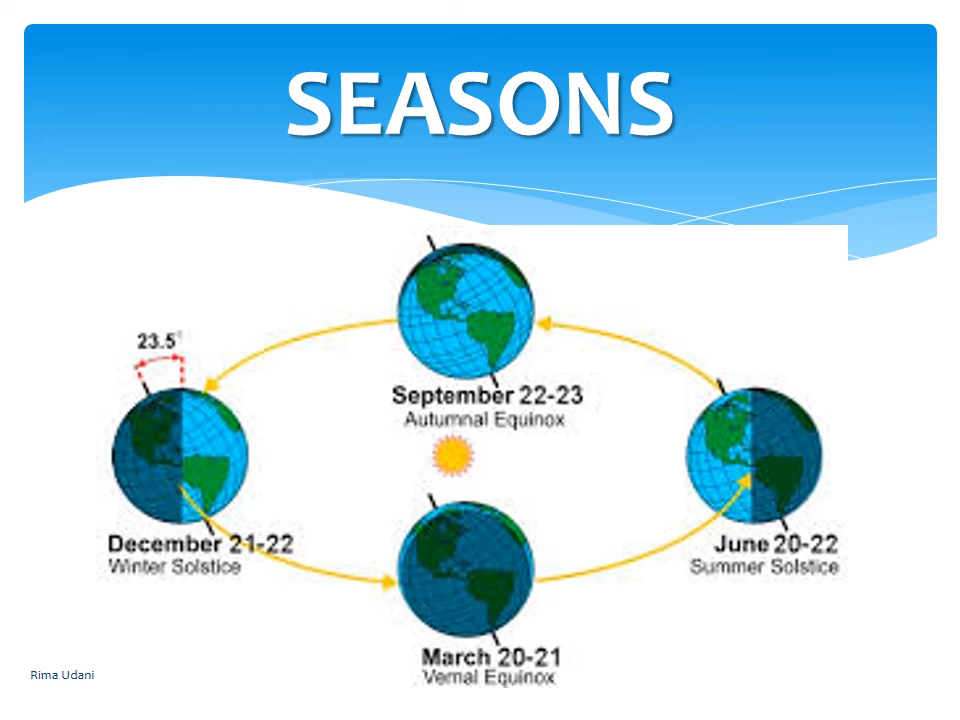 SEASONS
23.5°
September 22-23
Autumnal Equinox
December 21-22
Winter Solstice
June 20-22
Summer Solstice
March 20-21
Vernal Equinox
Rima Udani